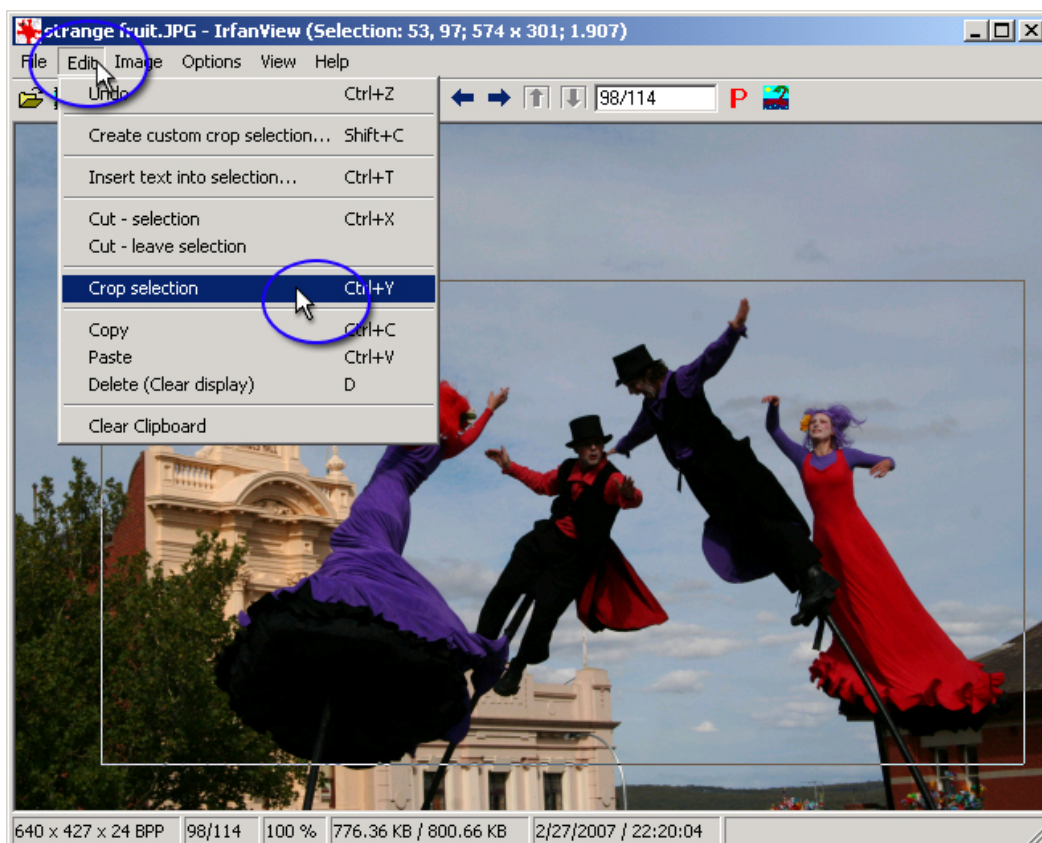 strange fruit.JPG - IrfanView (Selection: 53, 97; 574 x 301; 1.907)
File Edit Image Options View Help
98/114 P
Undo Ctrl+Z
Create custom crop selection... Shift+C
Insert text into selection... Ctrl+T
Cut - selection Ctrl+X
Cut - leave selection
Crop selection Ctrl+Y
Copy Ctrl+C
Paste Ctrl+V
Delete (Clear display) D
Clear Clipboard
640 x 427 x 24 BPP 98/114 100 % 776.36 KB / 800.66 KB 2/27/2007 / 22:20:04